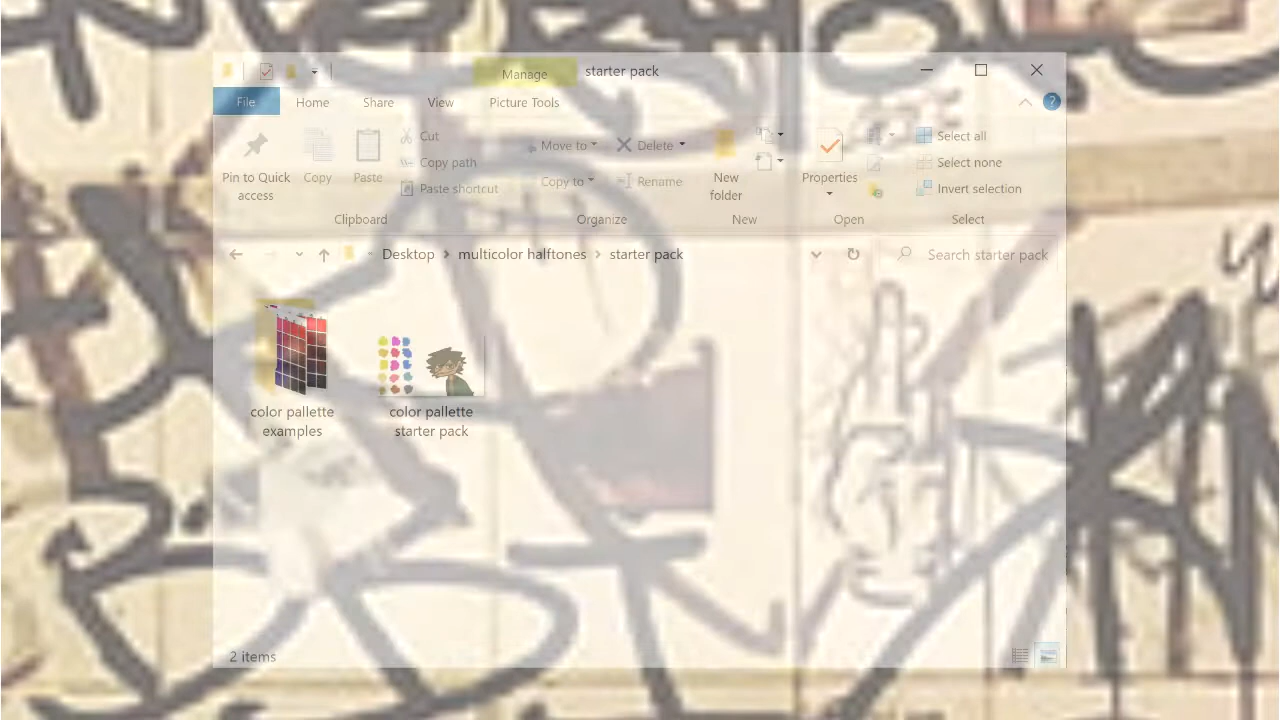 Manage
starter pack
File
Home
Share
View
Picture Tools
Pin to Quick
access
Copy
Paste
Cut
Copy path
Paste shortcut
Clipboard
Move to
Copy to
Delete
Rename
Organize
New
folder
New
Properties
Open
Select all
Select none
Invert selection
Select
Desktop > multicolor halftones > starter pack
Search starter pack
color pallette
examples
color pallette
starter pack
2 items